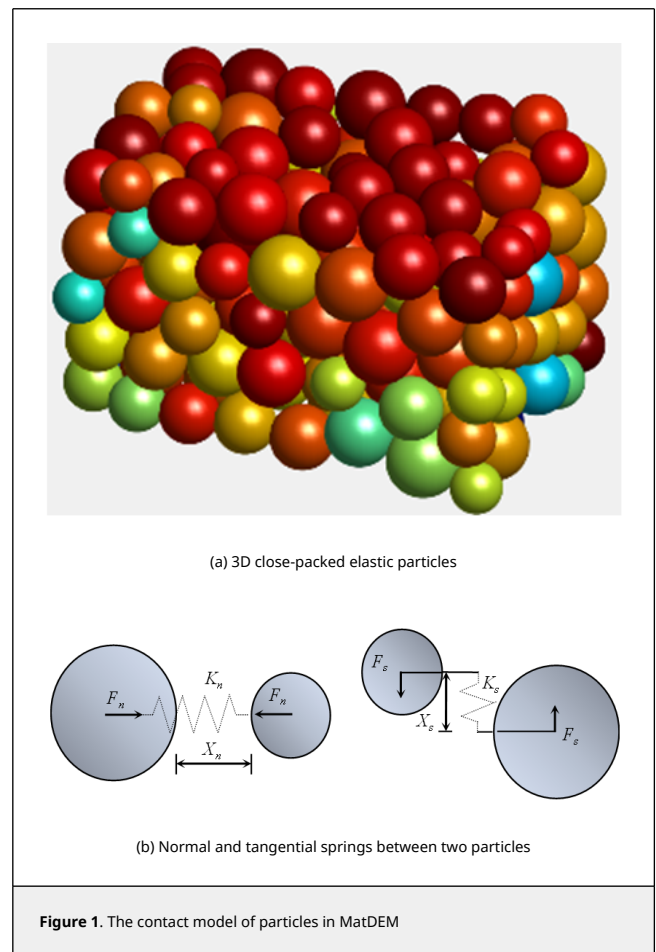 (a) 3D close-packed elastic particles
F_n K_n F_n
X_n
F_s K_s
X_s F_s
(b) Normal and tangential springs between two particles
Figure 1. The contact model of particles in MatDEM